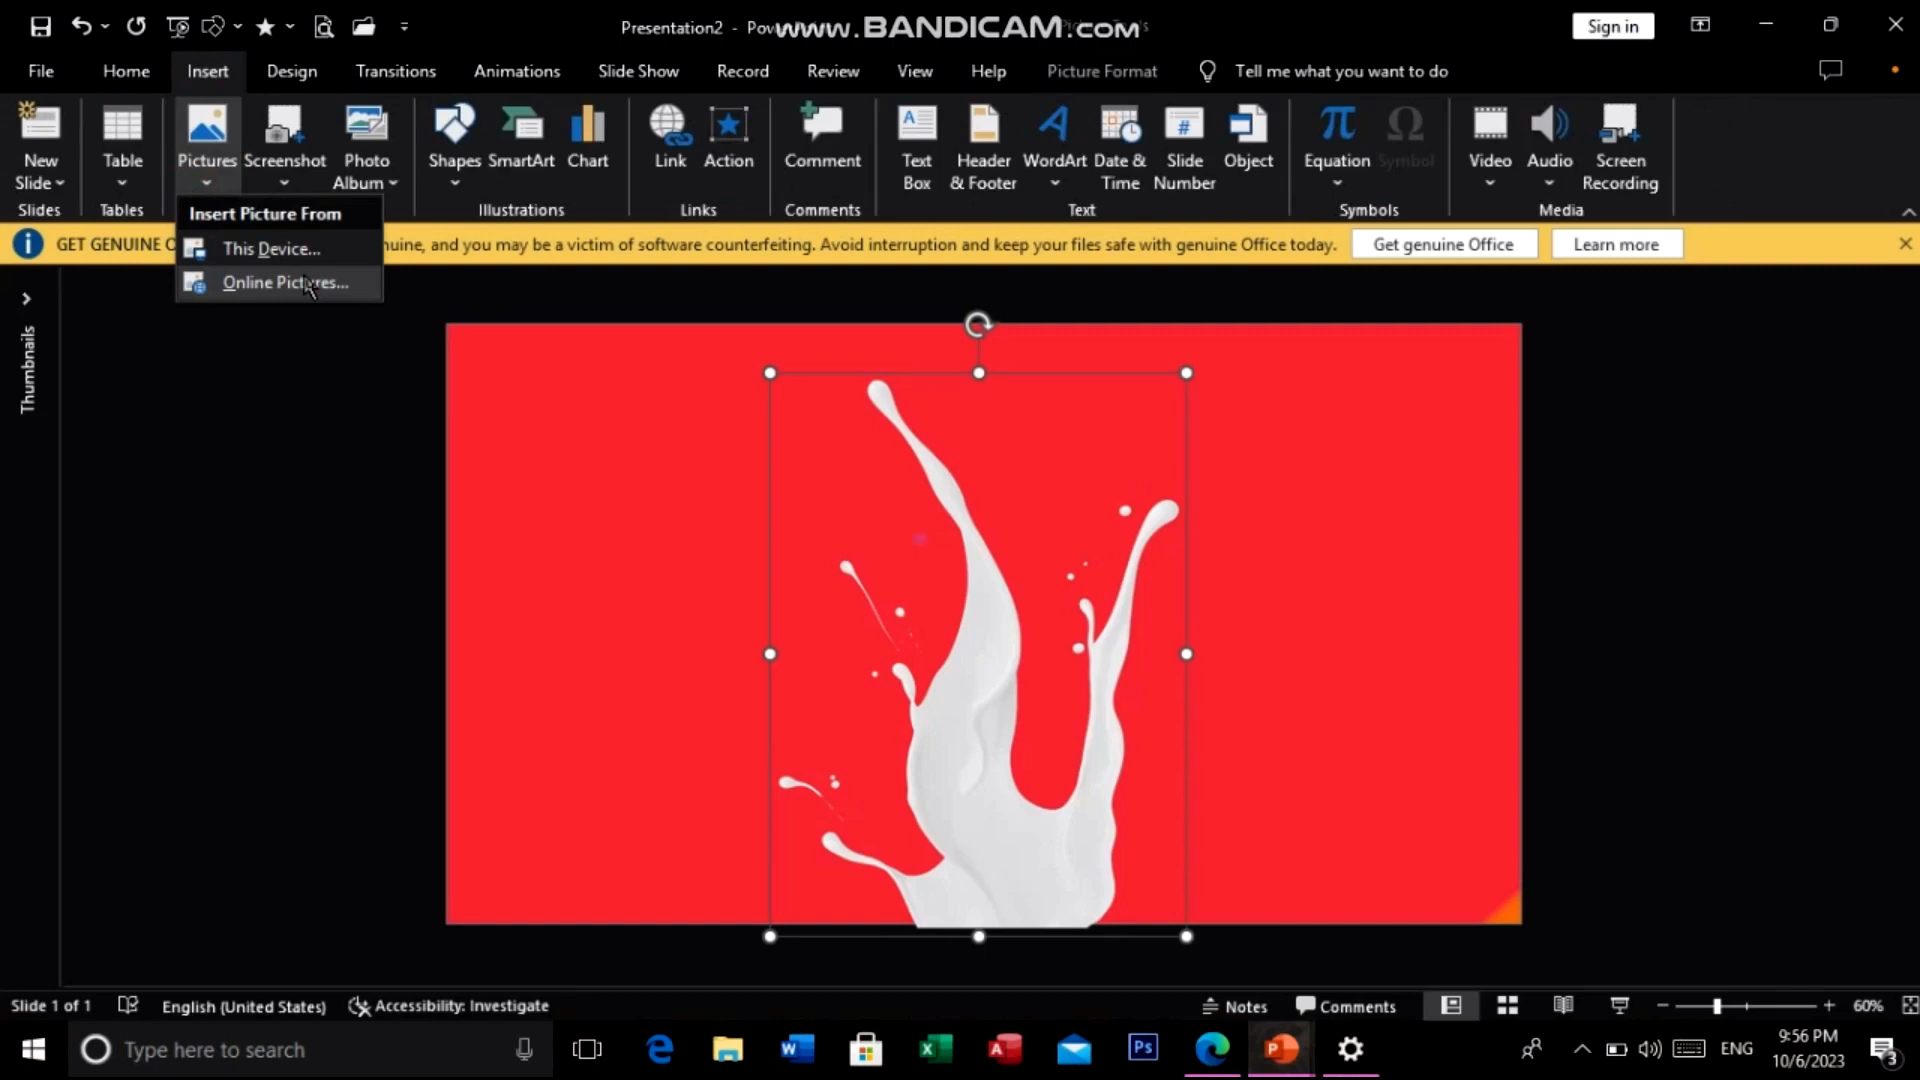 Presentation2 - Pow
www.BANDICAM.com
Sign in
File Home Insert Design Transitions Animations Slide Show Record Review View Help Picture Format Tell me what you want to do
New Slide
Table
Pictures
Screenshot
Photo Album
Shapes
SmartArt
Chart
Link
Action
Comment
Text Box
Header & Footer
WordArt
Date & Time
Slide Number
Object
Equation
Symbol
Video
Audio
Screen Recording
Slides Tables Illustrations Links Comments Text Symbols Media
Insert Picture From
This Device...
Online Pictures...
GET GENUINE O
nuine, and you may be a victim of software counterfeiting. Avoid interruption and keep your files safe with genuine Office today.
Get genuine Office
Learn more
Thumbnails
Slide 1 of 1 English (United States) Accessibility: Investigate Notes Comments 60%
Type here to search
ENG
9:56 PM
10/6/2023
3